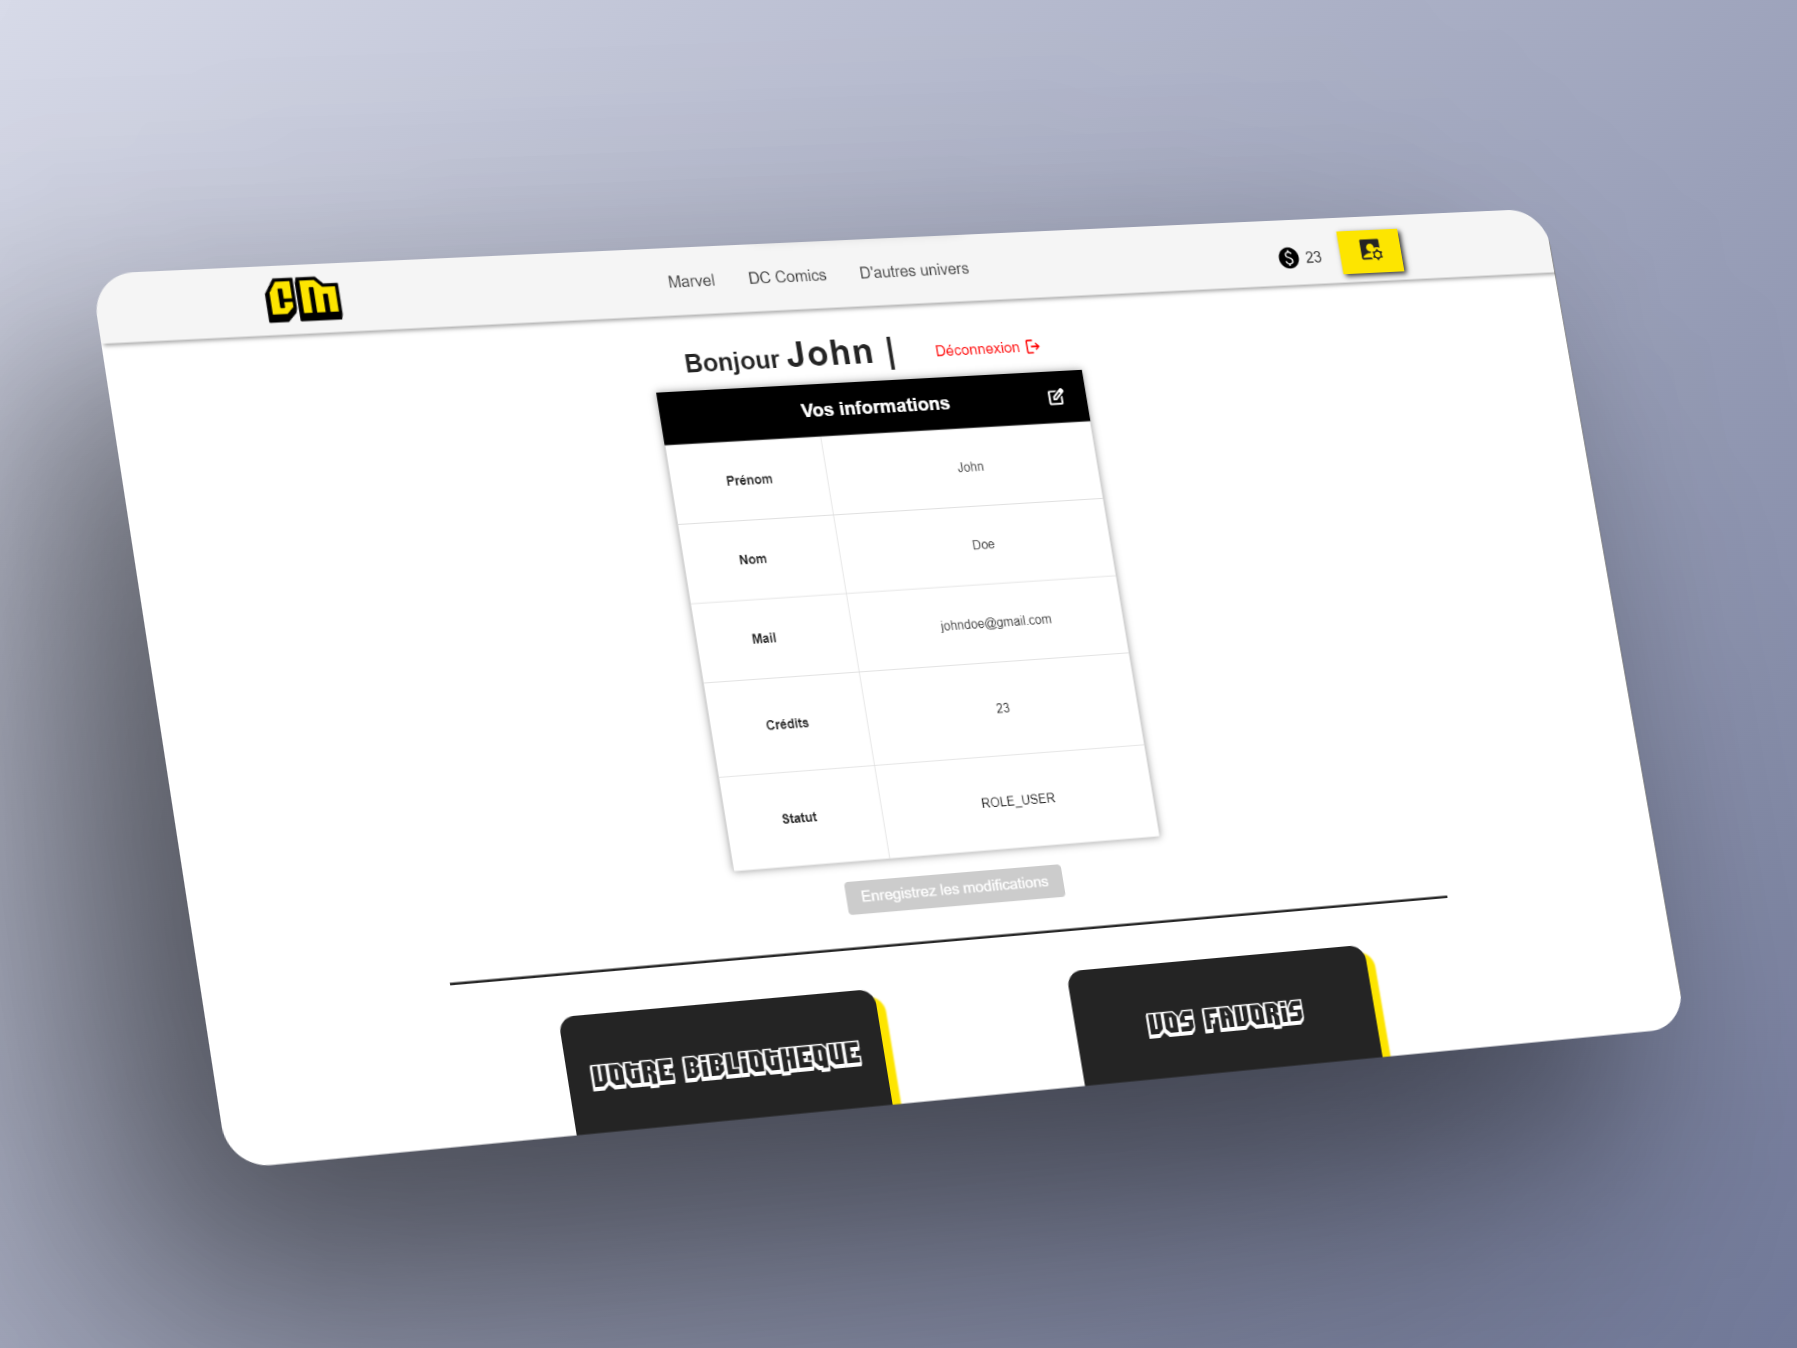 CM
Marvel DC Comics D'autres univers
$ 23
Bonjour John | Déconnexion
Vos informations
Prénom John
Nom Doe
Mail johndoe@gmail.com
Crédits 23
Statut ROLE_USER
Enregistrez les modifications
VOTRE BiBLiOTHEQUE
VOS FAVORiS